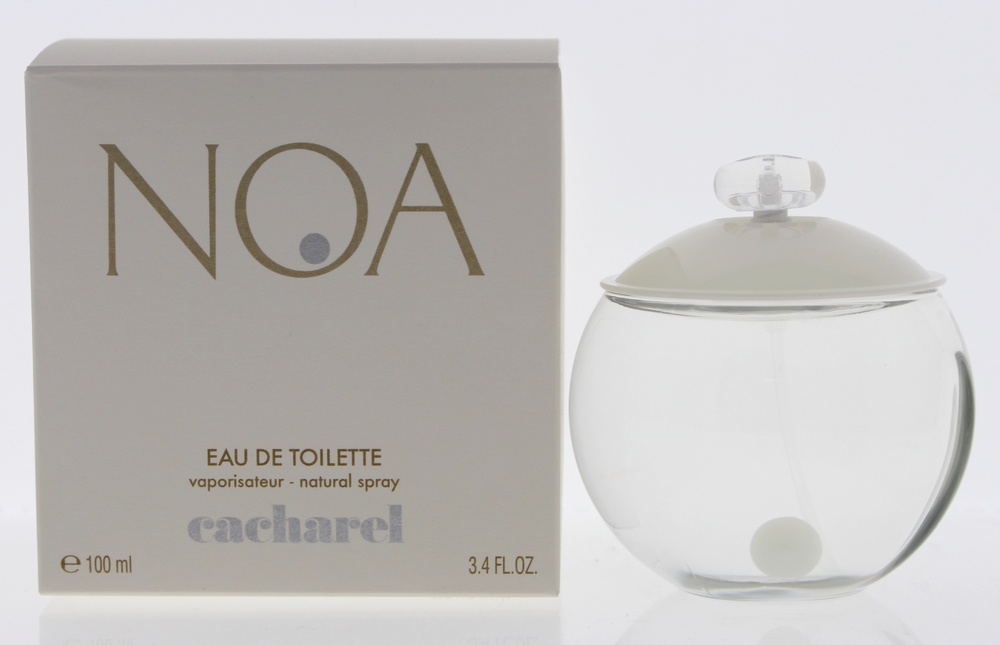 NOA
EAU DE TOILETTE
vaporisateur - natural spray
cacharel
℮ 100 ml
3.4 FL.OZ.